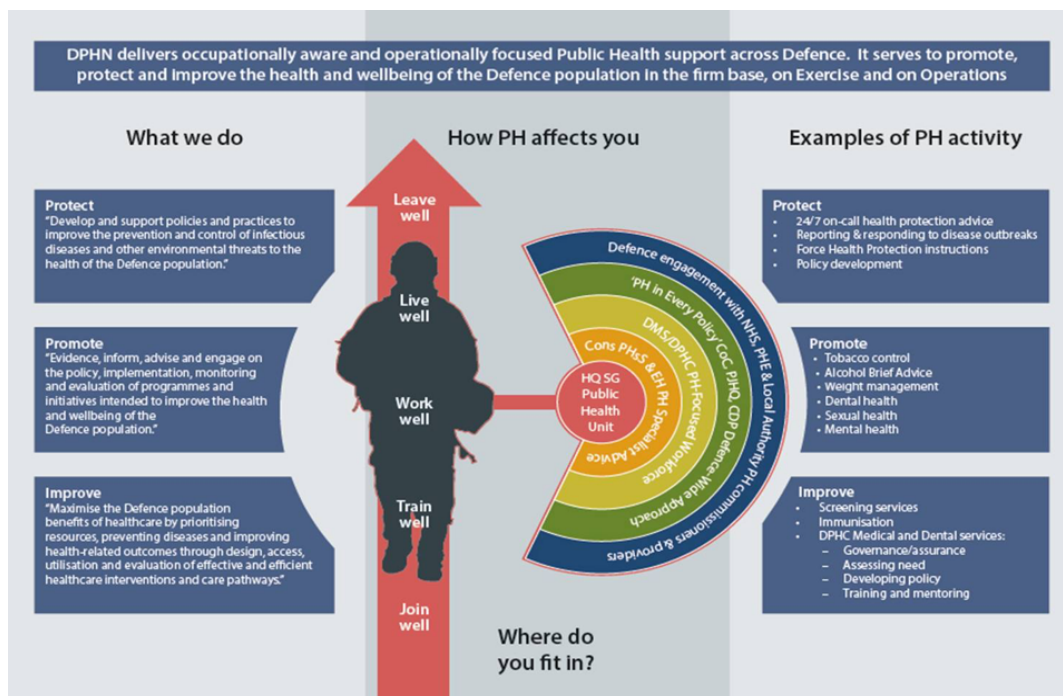 DPHN delivers occupationally aware and operationally focused Public Health support across Defence. It serves to promote,
protect and improve the health and wellbeing of the Defence population in the firm base, on Exercise and on Operations
What we do
Protect
"Develop and support policies and practices to
improve the prevention and control of infectious
diseases and other environmental threats to the
health of the Defence population."
Promote
"Evidence, inform, advise and engage on
the policy, implementation, monitoring
and evaluation of programmes and
initiatives intended to improve the health
and wellbeing of the
Defence population."
Improve
"Maximise the Defence population
benefits of healthcare by prioritising
resources, preventing diseases and improving
health-related outcomes through design, access,
utilisation and evaluation of effective and efficient
healthcare interventions and care pathways."
How PH affects you
Leave
well
Live
well
Work
well
Train
well
Join
well
HQ SG
Public
Health
Unit
Cons PHsS & EH PH Specialist Advice
DMS/DPHC PH-Focused Workforce
'PH in Every Policy' CoC, PJHQ, CDP Defence-Wide Approach
Defence engagement with NHS, PHE & Local Authority PH commissioners & providers
Where do
you fit in?
Examples of PH activity
Protect
• 24/7 on-call health protection advice
• Reporting & responding to disease outbreaks
• Force Health Protection instructions
• Policy development
Promote
• Tobacco control
• Alcohol Brief Advice
• Weight management
• Dental health
• Sexual health
• Mental health
Improve
• Screening services
• Immunisation
• DPHC Medical and Dental services:
– Governance/assurance
– Assessing need
– Developing policy
– Training and mentoring